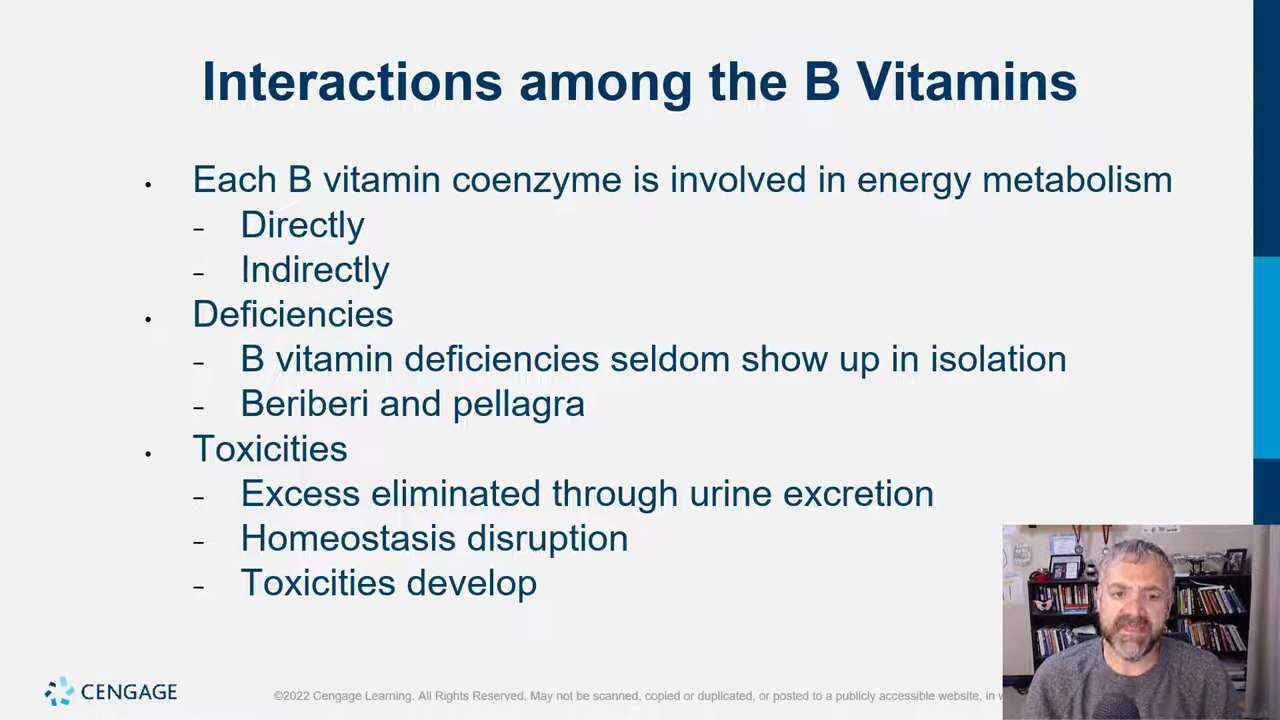 Interactions among the B Vitamins
• Each B vitamin coenzyme is involved in energy metabolism
– Directly
– Indirectly
• Deficiencies
– B vitamin deficiencies seldom show up in isolation
– Beriberi and pellagra
• Toxicities
– Excess eliminated through urine excretion
– Homeostasis disruption
– Toxicities develop
CENGAGE
©2022 Cengage Learning. All Rights Reserved. May not be scanned, copied or duplicated, or posted to a publicly accessible website, in